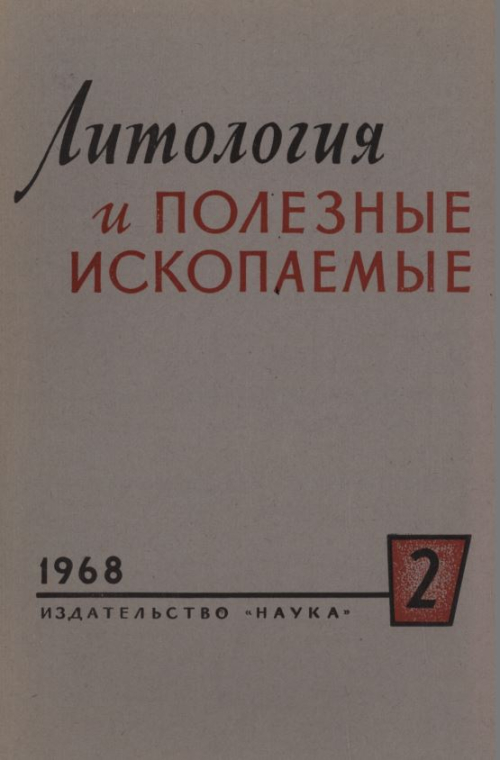 Литология
и ПОЛЕЗНЫЕ
ИСКОПАЕМЫЕ
1968
2
ИЗДАТЕЛЬСТВО «НАУКА»